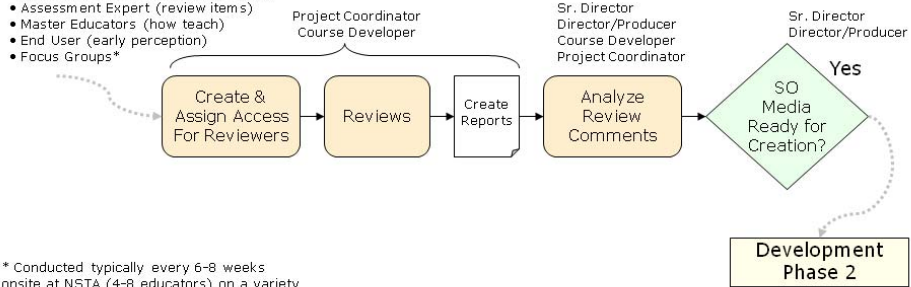 • Assessment Expert (review items)
• Master Educators (how teach)
• End User (early perception)
• Focus Groups*
Project Coordinator
Course Developer
Sr. Director
Director/Producer
Course Developer
Project Coordinator
Sr. Director
Director/Producer
Create &
Assign Access
For Reviewers
Reviews
Create
Reports
Analyze
Review
Comments
SO
Media
Ready for
Creation?
Yes
Development
Phase 2
* Conducted typically every 6-8 weeks
onsite at NSTA (4-8 educators) on a variety